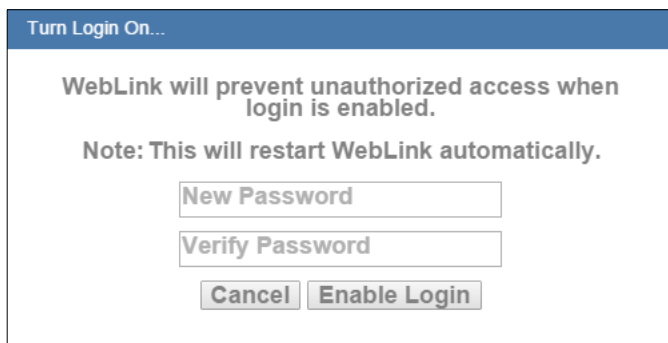 Turn Login On...
WebLink will prevent unauthorized access when
login is enabled.
Note: This will restart WebLink automatically.
New Password
Verify Password
Cancel Enable Login